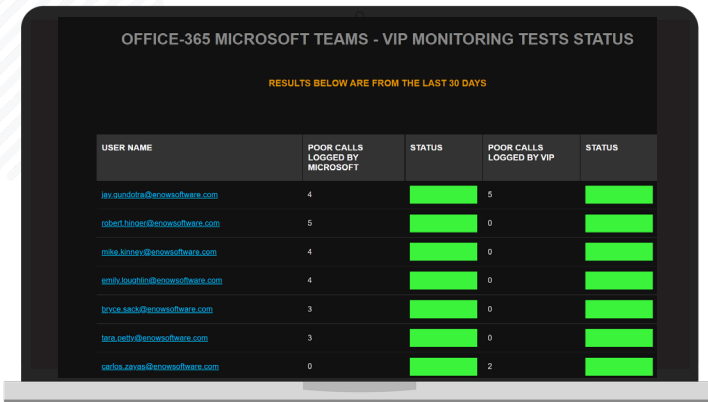 OFFICE-365 MICROSOFT TEAMS - VIP MONITORING TESTS STATUS
RESULTS BELOW ARE FROM THE LAST 30 DAYS
USER NAME POOR CALLS LOGGED BY MICROSOFT STATUS POOR CALLS LOGGED BY VIP STATUS
jay.gundotra@enowsoftware.com 4 5
robert.hinger@enowsoftware.com 5 0
mike.kinney@enowsoftware.com 4 0
emily.loughlin@enowsoftware.com 4 0
bryce.sack@enowsoftware.com 3 0
tara.petty@enowsoftware.com 3 0
carlos.zayas@enowsoftware.com 0 2